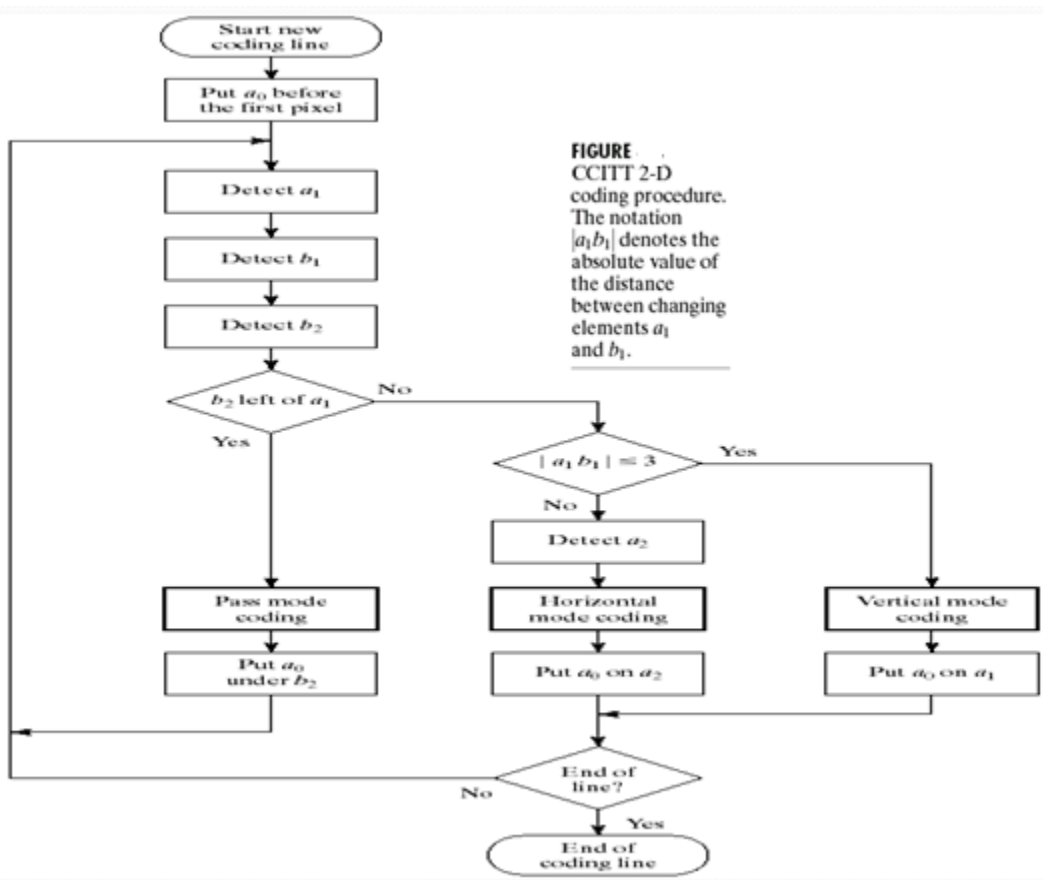 Start new
coding line
Put a₀ before
the first pixel
FIGURE
CCITT 2-D
coding procedure.
The notation
|a₁b₁| denotes the
absolute value of
the distance
between changing
elements a₁
and b₁.
Detect a₁
Detect b₁
Detect b₂
b₂ left of a₁
No
Yes
| a₁ b₁ | ≤ 3
Yes
No
Detect a₂
Pass mode
coding
Horizontal
mode coding
Vertical mode
coding
Put a₀
under b₂
Put a₀ on a₂
Put a₀ on a₁
End of
line?
No
Yes
End of
coding line